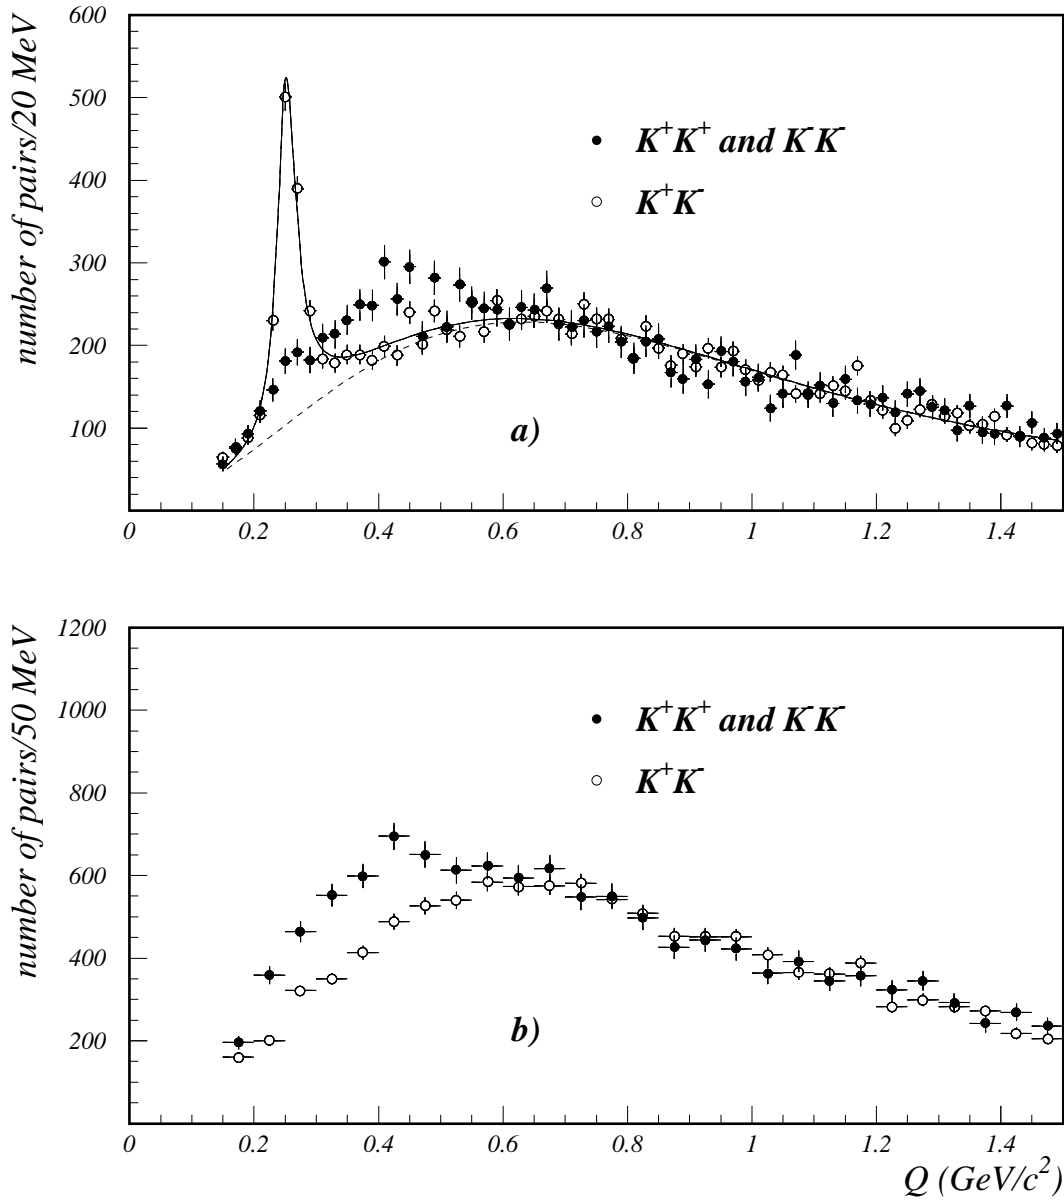 number of pairs/20 MeV
600
500
400
300
200
100
K⁺K⁺ and K⁻K⁻
K⁺K⁻
a)
0 0.2 0.4 0.6 0.8 1 1.2 1.4
number of pairs/50 MeV
1200
1000
800
600
400
200
K⁺K⁺ and K⁻K⁻
K⁺K⁻
b)
0 0.2 0.4 0.6 0.8 1 1.2 1.4
Q (GeV/c²)